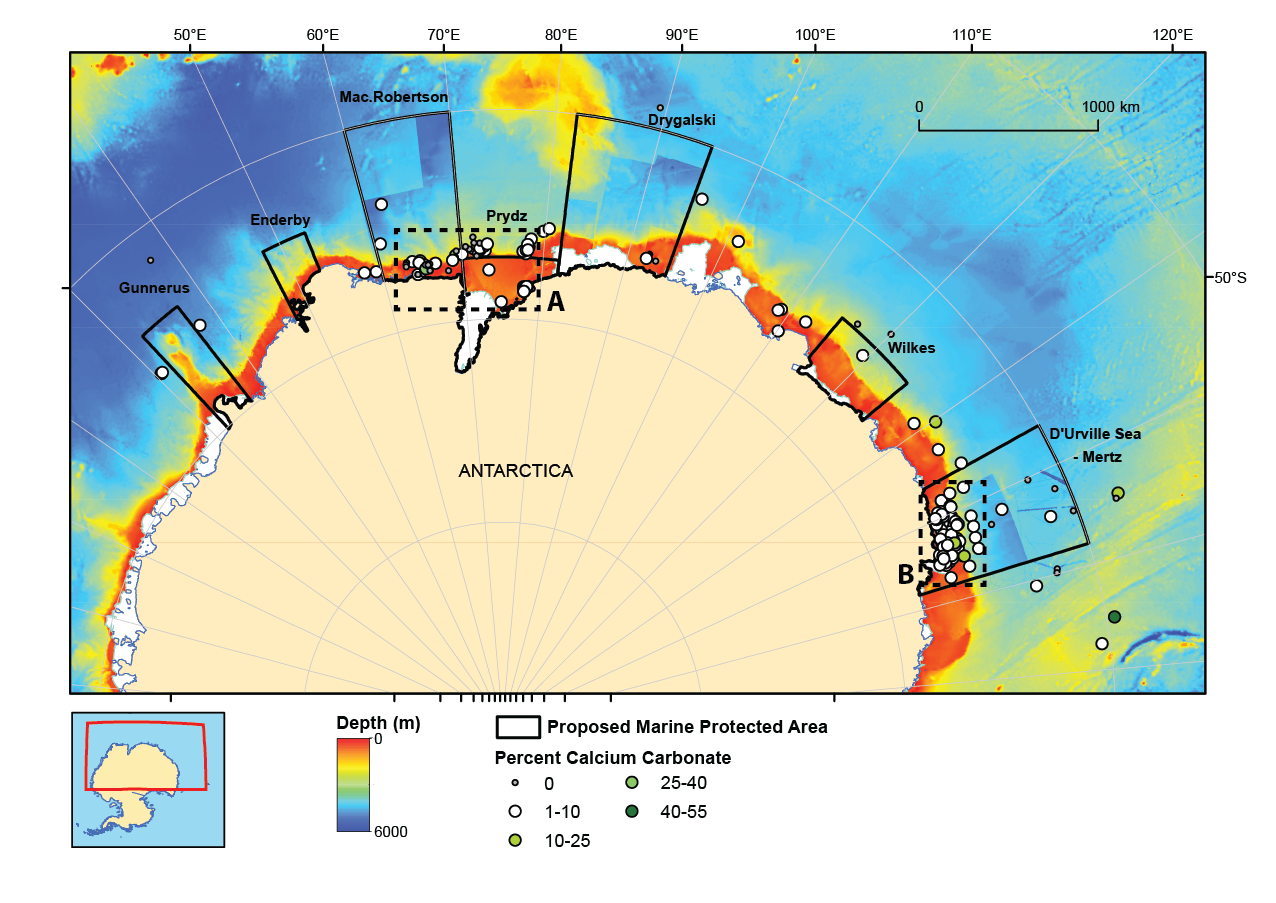 50°E 60°E 70°E 80°E 90°E 100°E 110°E 120°E
Mac.Robertson
0 1000 km
Drygalski
Enderby
Prydz
50°S
Gunnerus
A
Wilkes
D'Urville Sea
- Mertz
ANTARCTICA
B
Depth (m)
0
6000
Proposed Marine Protected Area
Percent Calcium Carbonate
0
1-10
10-25
25-40
40-55